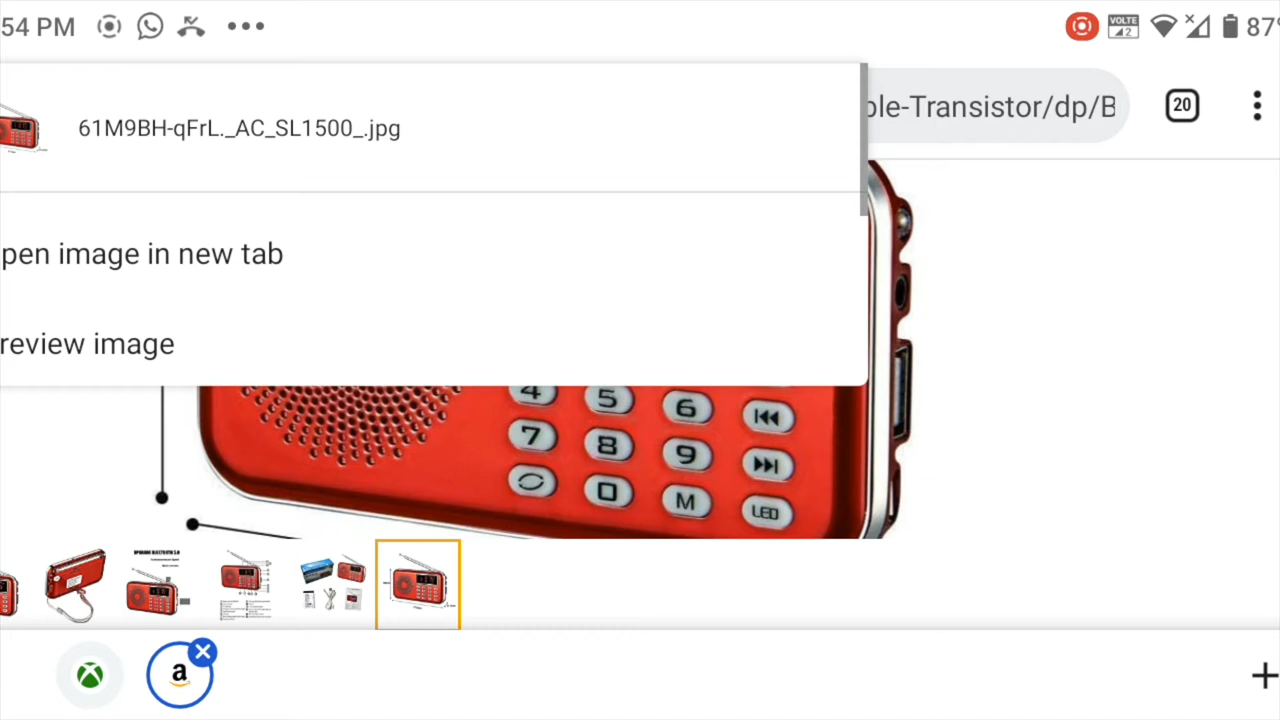 54 PM
VOLTE
2
87
61M9BH-qFrL._AC_SL1500_.jpg
ple-Transistor/dp/B
20
pen image in new tab
review image
4 5 6
7 8 9
0 M LED
a